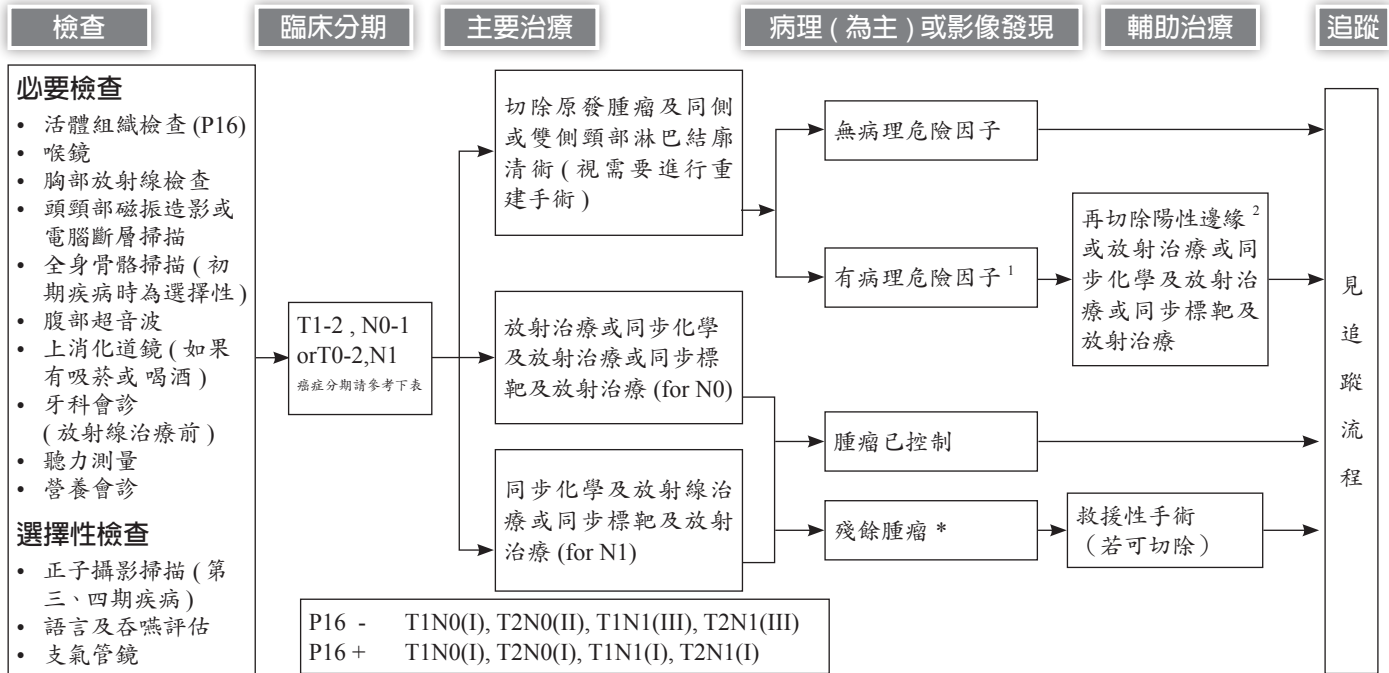 檢查
臨床分期
主要治療
病理 ( 為主 ) 或影像發現
輔助治療
追蹤
必要檢查
• 活體組織檢查 (P16)
• 喉鏡
• 胸部放射線檢查
• 頭頸部磁振造影或
電腦斷層掃描
• 全身骨骼掃描 ( 初
期疾病時為選擇性 )
• 腹部超音波
• 上消化道鏡 ( 如果
有吸菸或 喝酒 )
• 牙科會診
( 放射線治療前 )
• 聽力測量
• 營養會診
選擇性檢查
• 正子攝影掃描 ( 第
三、四期疾病 )
• 語言及吞嚥評估
• 支氣管鏡
T1-2 , N0-1
orT0-2,N1
癌症分期請參考下表
切除原發腫瘤及同側
或雙側頸部淋巴結廓
清術 ( 視需要進行重
建手術 )
放射治療或同步化學
及放射治療或同步標
靶及放射治療 (for N0)
同步化學及放射線治
療或同步標靶及放射
治療 (for N1)
無病理危險因子
有病理危險因子 1
腫瘤已控制
殘餘腫瘤 *
再切除陽性邊緣 2
或放射治療或同
步化學及放射治
療或同步標靶及
放射治療
救援性手術
（若可切除）
見
追
蹤
流
程
P16 - T1N0(I), T2N0(II), T1N1(III), T2N1(III)
P16 + T1N0(I), T2N0(I), T1N1(I), T2N1(I)